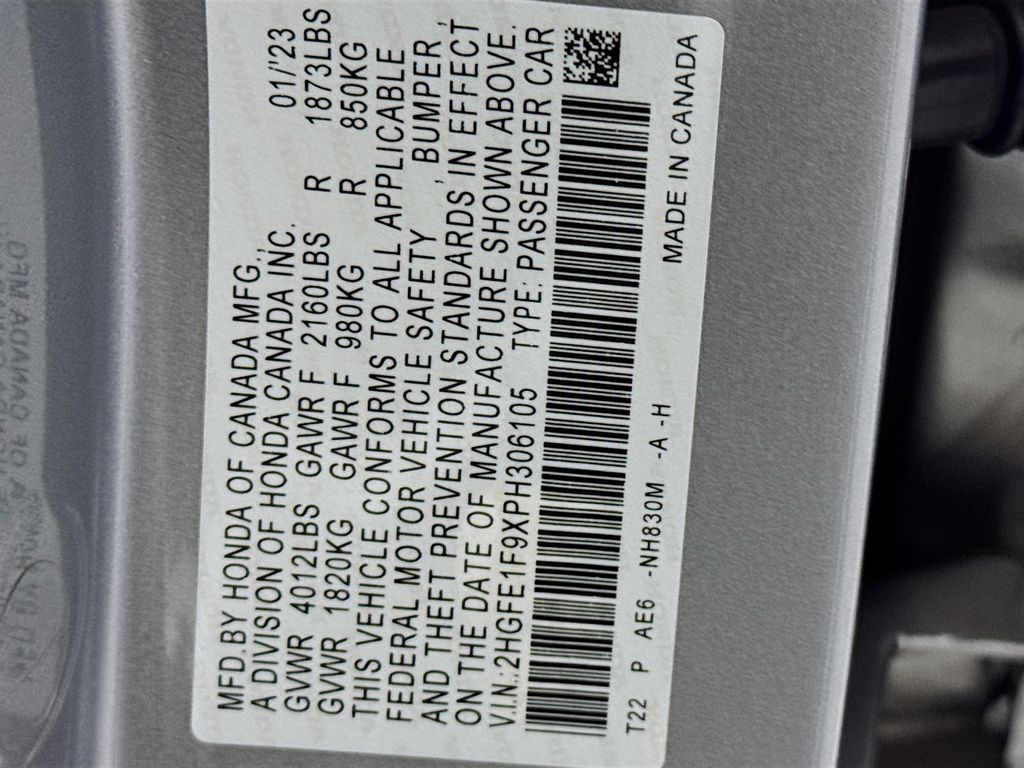 MFD.BY HONDA OF CANADA MFG.,
A DIVISION OF HONDA CANADA INC. 01/'23
GVWR 4012LBS GAWR F 2160LBS R 1873LBS
GVWR 1820KG GAWR F 980KG R 850KG
THIS VEHICLE CONFORMS TO ALL APPLICABLE
FEDERAL MOTOR VEHICLE SAFETY , BUMPER ,
AND THEFT PREVENTION STANDARDS IN EFFECT
ON THE DATE OF MANUFACTURE SHOWN ABOVE.
V.I.N.:2HGFE1F9XPH306105 TYPE: PASSENGER CAR
T22 P AE6 -NH830M -A -H MADE IN CANADA